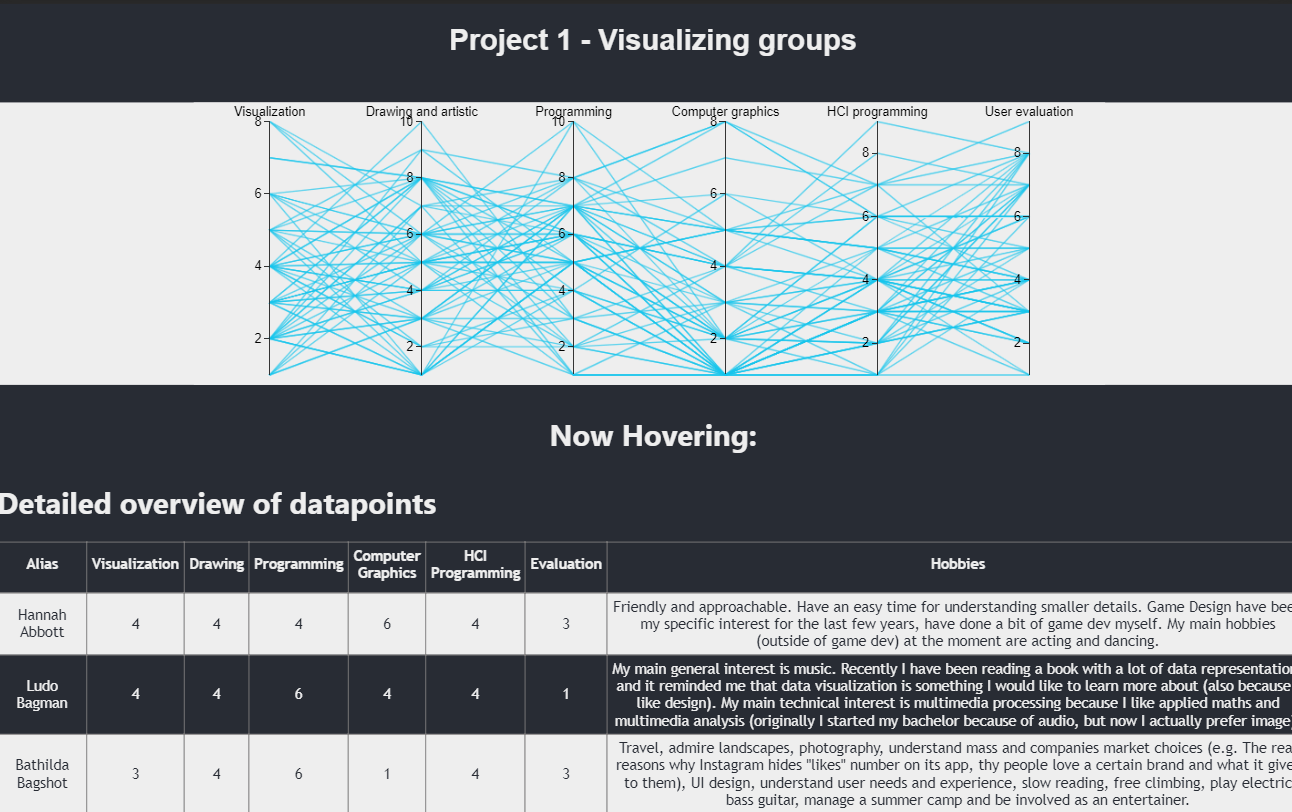 Project 1 - Visualizing groups
Visualization Drawing and artistic Programming Computer graphics HCI programming User evaluation
8 10 10 8
8 8 8 8
6 6
6 6 6 6
4 4
4 4 4 4
2 2
2 2 2 2
Now Hovering:
Detailed overview of datapoints
Alias Visualization Drawing Programming Computer Graphics HCI Programming Evaluation Hobbies
Hannah Abbott 4 4 4 6 4 3
Friendly and approachable. Have an easy time for understanding smaller details. Game Design have
my specific interest for the last few years, have done a bit of game dev myself. My main hobbies
(outside of game dev) at the moment are acting and dancing.
Ludo Bagman 4 4 6 4 4 1
My main general interest is music. Recently I have been reading a book with a lot of data
and it reminded me that data visualization is something I would like to learn more about (also because
like design). My main technical interest is multimedia processing because I like applied maths and
multimedia analysis (originally I started my bachelor because of audio, but now I actually prefer
Bathilda Bagshot 3 4 6 1 4 3
Travel, admire landscapes, photography, understand mass and companies market choices (e.g. The
reasons why Instagram hides "likes" number on its app, thy people love a certain brand and what it
to them), UI design, understand user needs and experience, slow reading, free climbing, play electric
bass guitar, manage a summer camp and be involved as an entertainer.